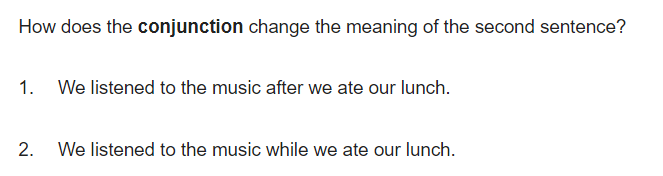 How does the conjunction change the meaning of the second sentence?
1. We listened to the music after we ate our lunch.
2. We listened to the music while we ate our lunch.